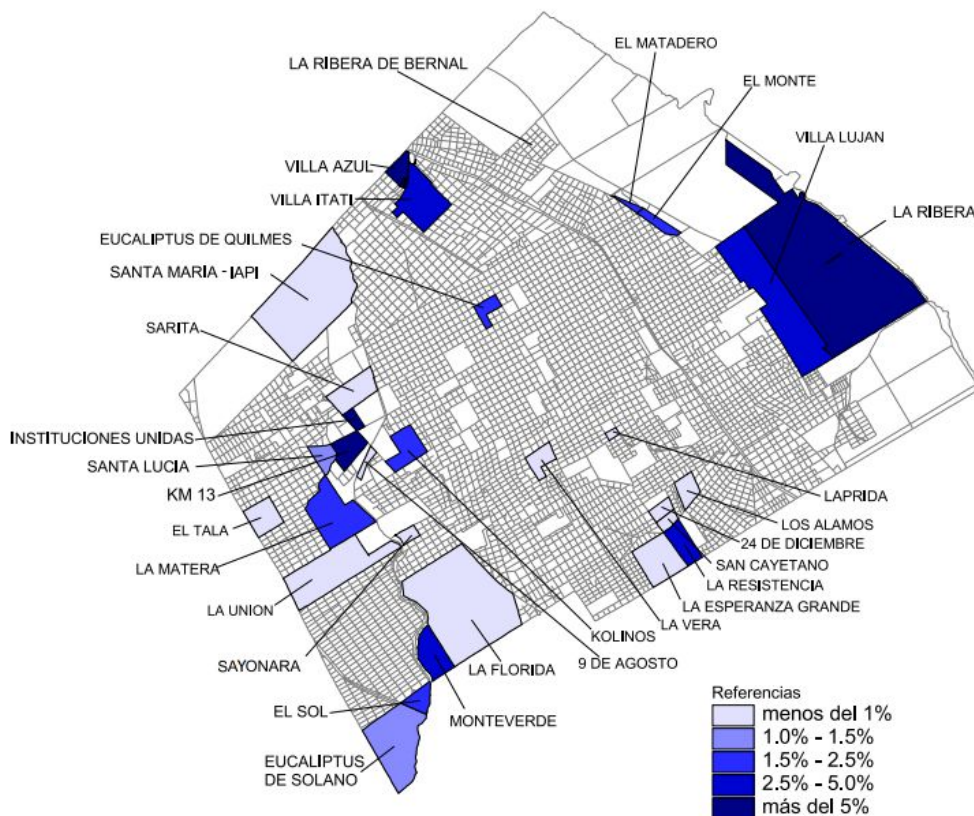 EL MATADERO
LA RIBERA DE BERNAL
EL MONTE
VILLA LUJAN
VILLA AZUL
VILLA ITATI
LA RIBERA
EUCALIPTUS DE QUILMES
SANTA MARIA - IAPI
SARITA
INSTITUCIONES UNIDAS
SANTA LUCIA
KM 13
LAPRIDA
EL TALA
LOS ALAMOS
24 DE DICIEMBRE
SAN CAYETANO
LA MATERA
LA RESISTENCIA
LA ESPERANZA GRANDE
LA UNION
LA VERA
KOLINOS
SAYONARA
LA FLORIDA
9 DE AGOSTO
EL SOL
MONTEVERDE
EUCALIPTUS
DE SOLANO
Referencias
menos del 1%
1.0% - 1.5%
1.5% - 2.5%
2.5% - 5.0%
más del 5%